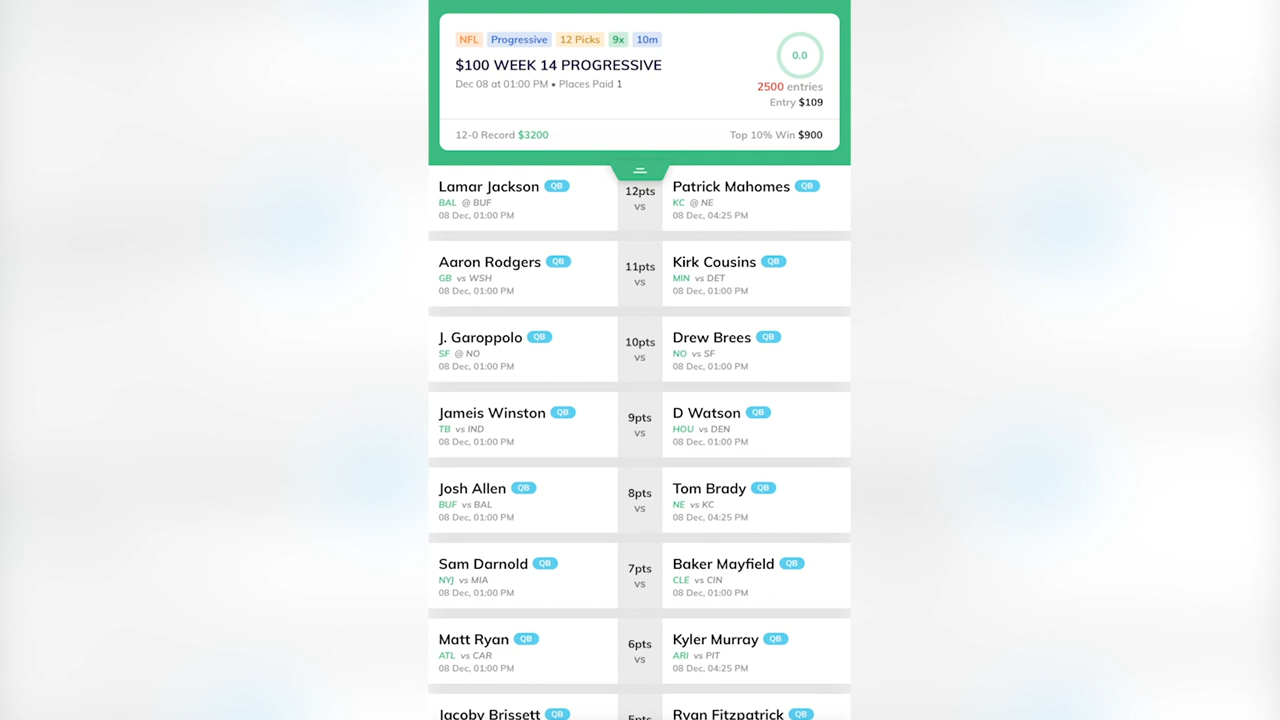 NFL Progressive 12 Picks 9x 10m
$100 WEEK 14 PROGRESSIVE
Dec 08 at 01:00 PM • Places Paid 1
0.0
2500 entries
Entry $109
12-0 Record $3200
Top 10% Win $900
Lamar Jackson QB
BAL @ BUF
08 Dec, 01:00 PM
12pts
vs
Patrick Mahomes QB
KC @ NE
08 Dec, 04:25 PM
Aaron Rodgers QB
GB vs WSH
08 Dec, 01:00 PM
11pts
vs
Kirk Cousins QB
MIN vs DET
08 Dec, 01:00 PM
J. Garoppolo QB
SF @ NO
08 Dec, 01:00 PM
10pts
vs
Drew Brees QB
NO vs SF
08 Dec, 01:00 PM
Jameis Winston QB
TB vs IND
08 Dec, 01:00 PM
9pts
vs
D Watson QB
HOU vs DEN
08 Dec, 01:00 PM
Josh Allen QB
BUF vs BAL
08 Dec, 01:00 PM
8pts
vs
Tom Brady QB
NE vs KC
08 Dec, 04:25 PM
Sam Darnold QB
NYJ vs MIA
08 Dec, 01:00 PM
7pts
vs
Baker Mayfield QB
CLE vs CIN
08 Dec, 01:00 PM
Matt Ryan QB
ATL vs CAR
08 Dec, 01:00 PM
6pts
vs
Kyler Murray QB
ARI vs PIT
08 Dec, 04:25 PM
Jacoby Brissett QB
5pts
Ryan Fitzpatrick QB